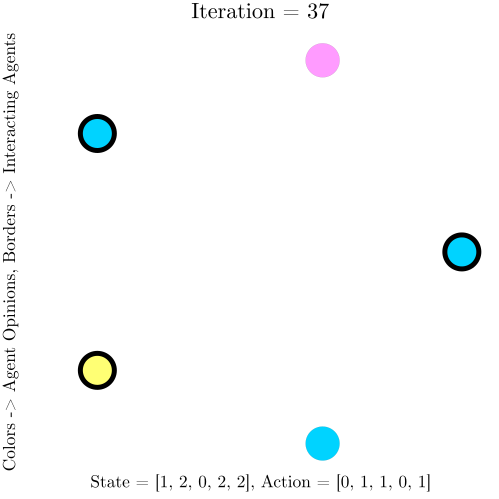 Iteration = 37
Colors -> Agent Opinions, Borders -> Interacting Agents
State = [1, 2, 0, 2, 2], Action = [0, 1, 1, 0, 1]